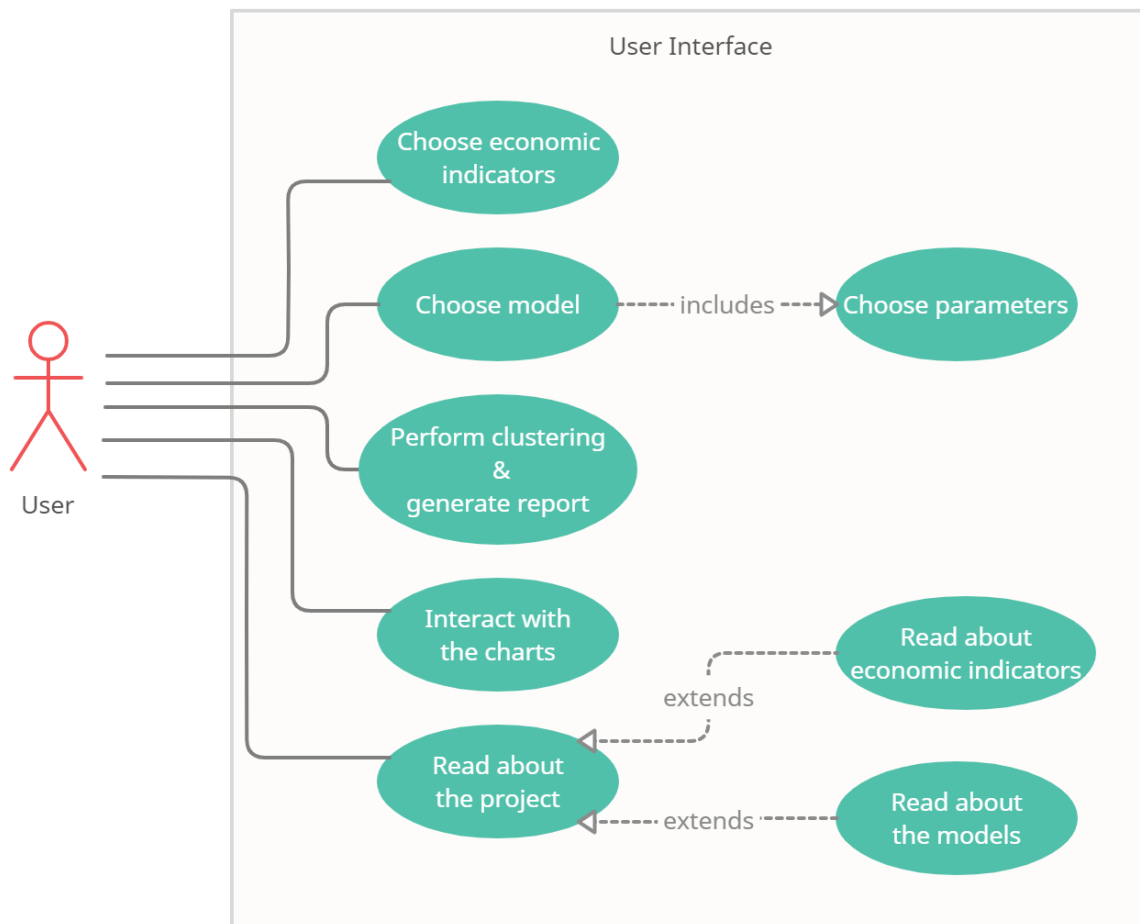 User Interface
Choose economic
indicators
Choose model
includes
Choose parameters
Perform clustering
&
generate report
User
Interact with
the charts
Read about
economic indicators
extends
Read about
the project
extends
Read about
the models